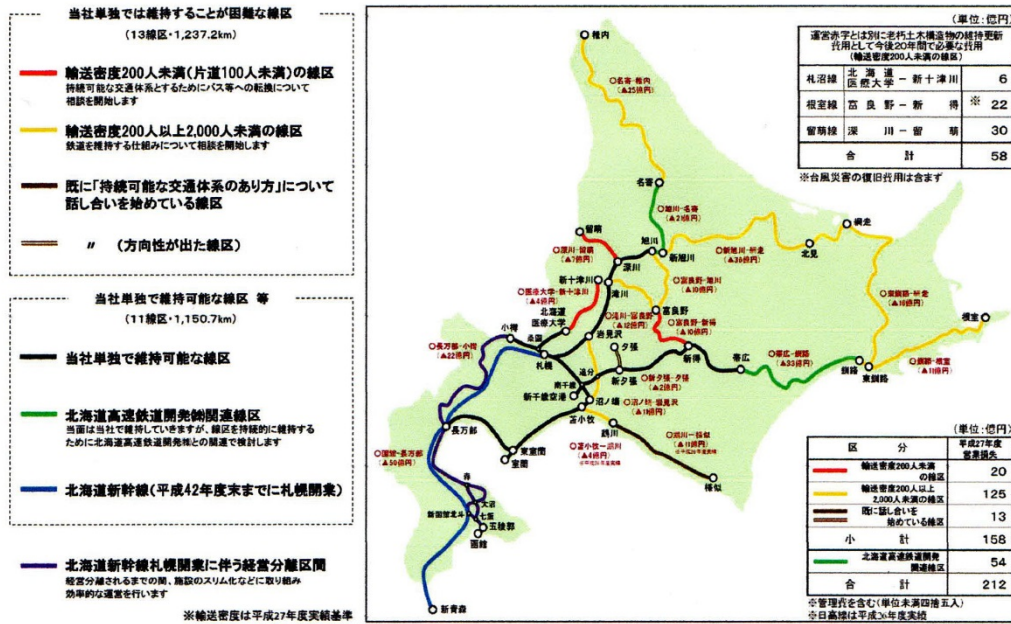 当社単独では維持することが困難な線区
(13線区・1,237.2km)
輸送密度200人未満(片道100人未満)の線区
持続可能な交通体系とするためにバス等への転換について
相談を開始します
輸送密度200人以上2,000人未満の線区
鉄道を維持する仕組みについて相談を開始します
既に「持続可能な交通体系のあり方」について
話し合いを始めている線区
〃 (方向性が出た線区)
当社単独で維持可能な線区 等
(11線区・1,150.7km)
当社単独で維持可能な線区
北海道高速鉄道開発㈱関連線区
当面は当社で維持していきますが、線区を持続的に維持する
ために北海道高速鉄道開発㈱との関連で検討します
北海道新幹線(平成42年度末までに札幌開業)
北海道新幹線札幌開業に伴う経営分離区間
経営分離されるまでの間、施設のスリム化などに取り組み
効率的な運営を行います
※輸送密度は平成27年度実績基準
(単位:億円)
運営赤字とは別に老朽土木構造物の維持更新
費用として今後20年間で必要な費用
(輸送密度200人未満の線区)
札沼線 北海道医療大学-新十津川 6
根室線 富良野-新得 ※ 22
留萌線 深川-留萌 30
合計 58
※台風災害の復旧費用は含まず
稚内
○名寄-稚内
(▲25億円)
名寄
○旭川-名寄
留萌
○深川-留萌
(▲7億円)
旭川
新旭川
○新旭川-網走
(▲36億円)
網走
北見
深川
新十津川
滝川
○医療大学-新十津川
(▲4億円)
○富良野-旭川
(▲10億円)
○東釧路-網走
北海道
医療大学
○滝川-富良野
(▲12億円)
富良野
○富良野-新得
(▲10億円)
根室
小樽
桑園
岩見沢
夕張
○長万部-小樽
(▲22億円)
札幌
追分
新得
帯広
○帯広-釧路
(▲33億円)
釧路
東釧路
○釧路-根室
(▲11億円)
南千歳
新夕張
○新夕張-夕張
(▲2億円)
新千歳空港
沼ノ端
○沼ノ端-岩見沢
(▲11億円)
苫小牧
鵡川
長万部
東室蘭
室蘭
○苫小牧-鵡川
(▲4億円)
※平成26年度実績
○鵡川-様似
(▲11億円)
※平成26年度実績
○函館-長万部
(▲50億円)
様似
森
大沼
新函館北斗
七飯
五稜郭
函館
新青森
(単位:億円)
区分 平成27年度
営業損失
輸送密度200人未満
の線区 20
輸送密度200人以上
2,000人未満の線区 125
既に話し合いを
始めている線区 13
小計 158
北海道高速鉄道開発
関連線区 54
合計 212
※管理費を含む(単位未満四捨五入)
※日高線は平成26年度実績